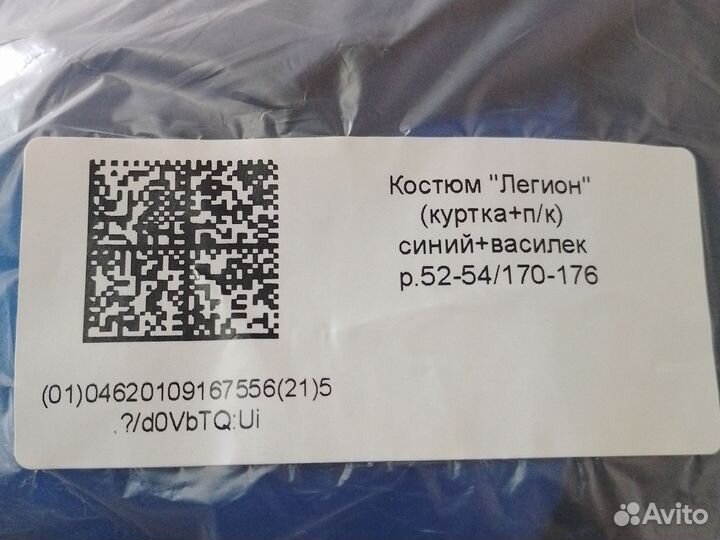 Костюм "Легион"
(куртка+п/к)
синий+василек
р.52-54/170-176
(01)04620109167556(21)5
.?/d0VbTQ:Ui
Avito